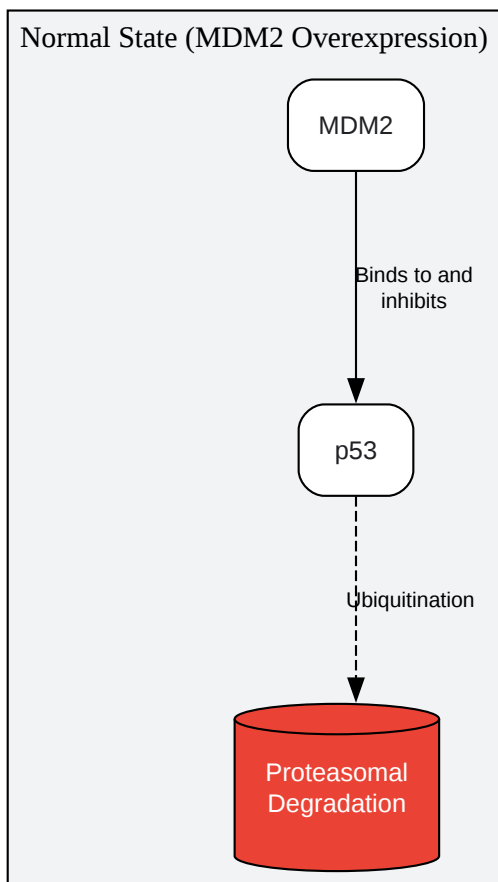 Normal State (MDM2 Overexpression)
MDM2
Binds to and
inhibits
p53
Ubiquitination
Proteasomal
Degradation